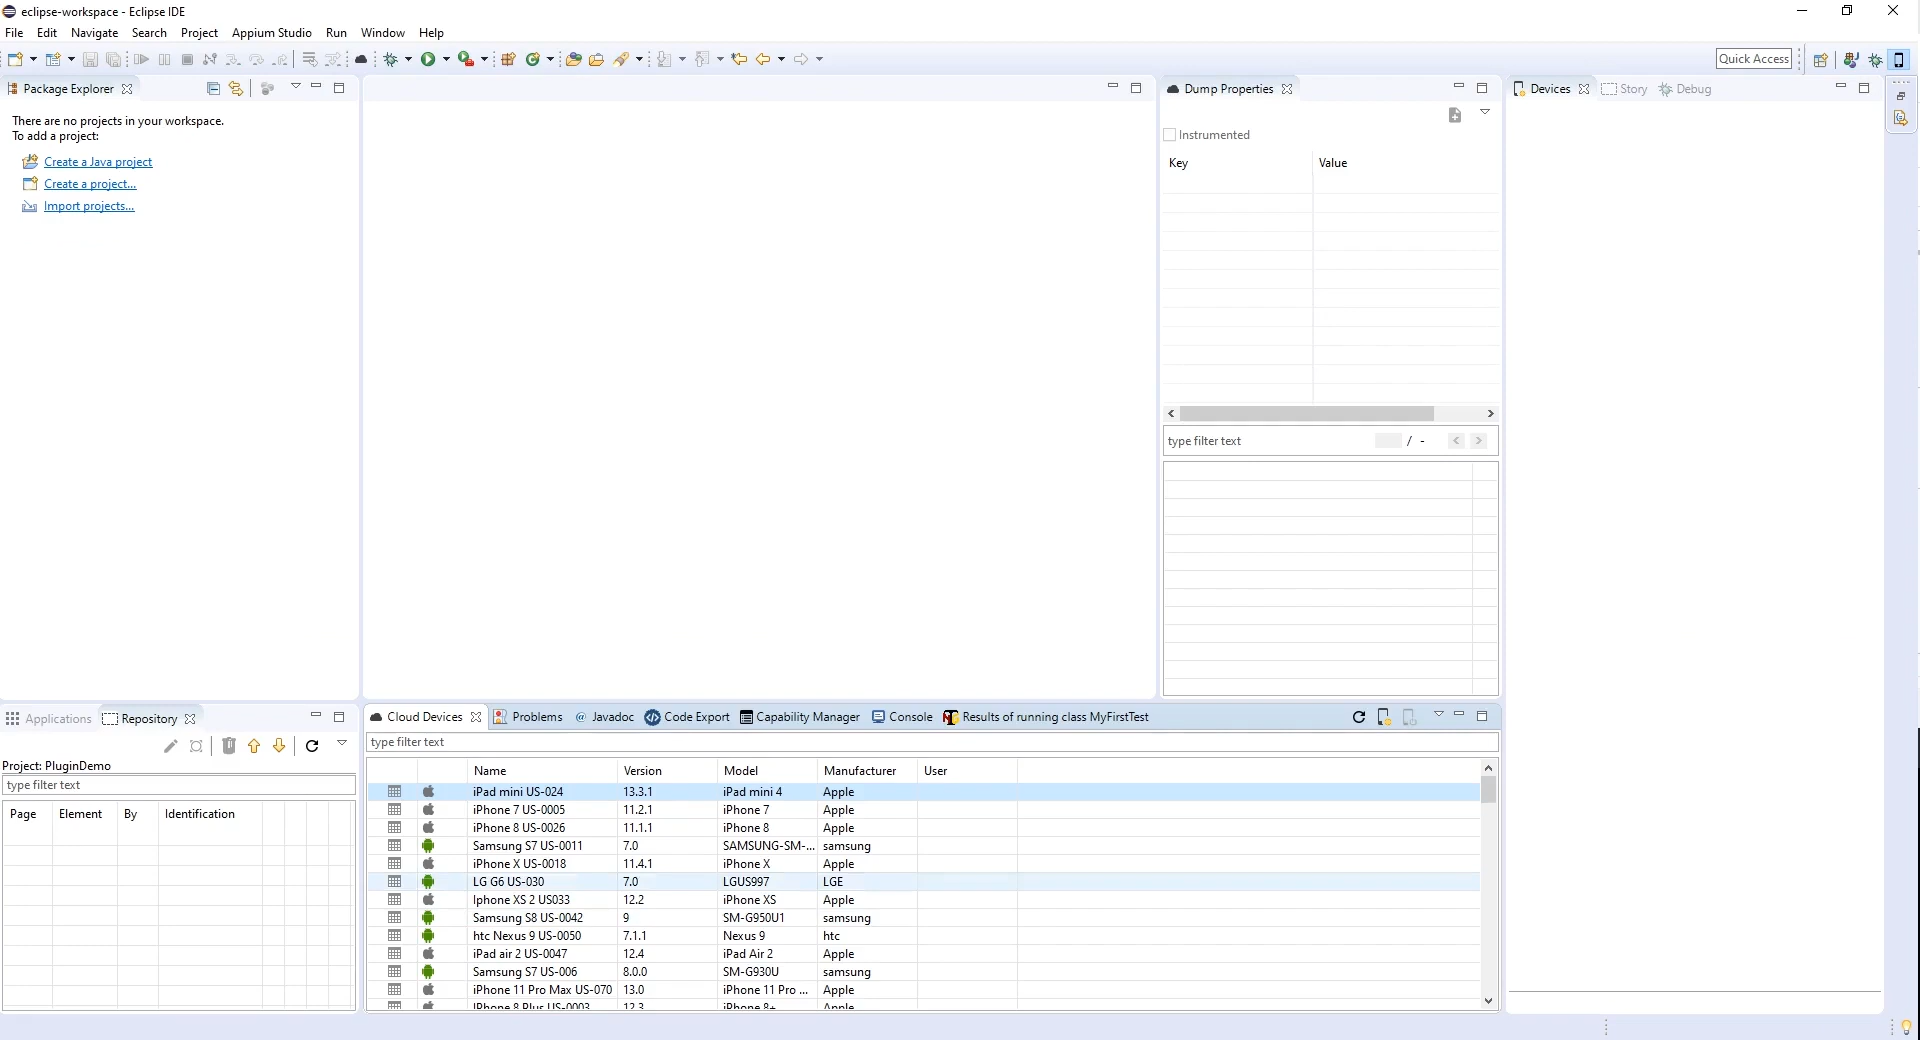 eclipse-workspace - Eclipse IDE
File Edit Navigate Search Project Appium Studio Run Window Help
Quick Access
Package Explorer
There are no projects in your workspace.
To add a project:
Create a Java project
Create a project...
Import projects...
Dump Properties
Instrumented
Key Value
type filter text / -
Devices Story Debug
Applications Repository
Project: PluginDemo
type filter text
Page Element By Identification
Cloud Devices Problems @ Javadoc Code Export Capability Manager Console Results of running class MyFirstTest
type filter text
Name Version Model Manufacturer User
iPad mini US-024 13.3.1 iPad mini 4 Apple
iPhone 7 US-0005 11.2.1 iPhone 7 Apple
iPhone 8 US-0026 11.1.1 iPhone 8 Apple
Samsung S7 US-0011 7.0 SAMSUNG-SM-... samsung
iPhone X US-0018 11.4.1 iPhone X Apple
LG G6 US-030 7.0 LGUS997 LGE
Iphone XS 2 US033 12.2 iPhone XS Apple
Samsung S8 US-0042 9 SM-G950U1 samsung
htc Nexus 9 US-0050 7.1.1 Nexus 9 htc
iPad air 2 US-0047 12.4 iPad Air 2 Apple
Samsung S7 US-006 8.0.0 SM-G930U samsung
iPhone 11 Pro Max US-070 13.0 iPhone 11 Pro ... Apple
IPhone 8 Plus US-0003 12.3 iPhone 8+ Apple